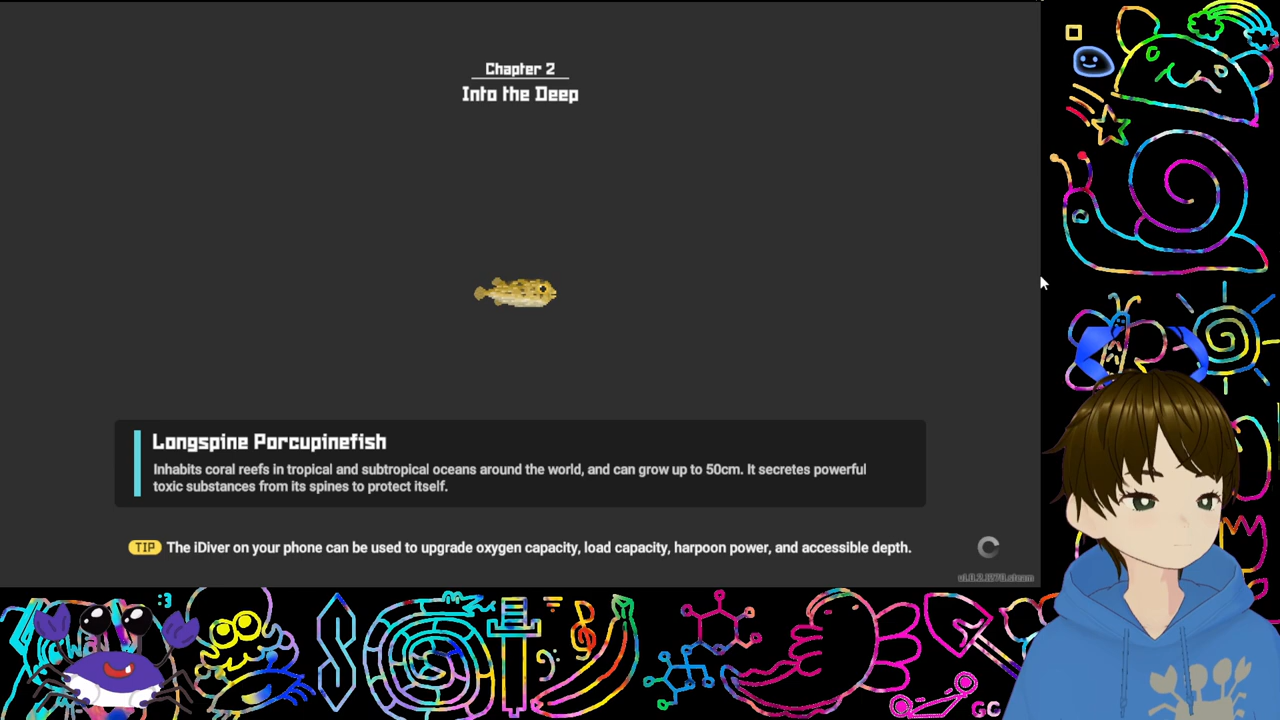 Chapter 2
Into the Deep
Longspine Porcupinefish
Inhabits coral reefs in tropical and subtropical oceans around the world, and can grow up to 50cm. It secretes powerful
toxic substances from its spines to protect itself.
TIP The iDiver on your phone can be used to upgrade oxygen capacity, load capacity, harpoon power, and accessible depth.
:3
GO